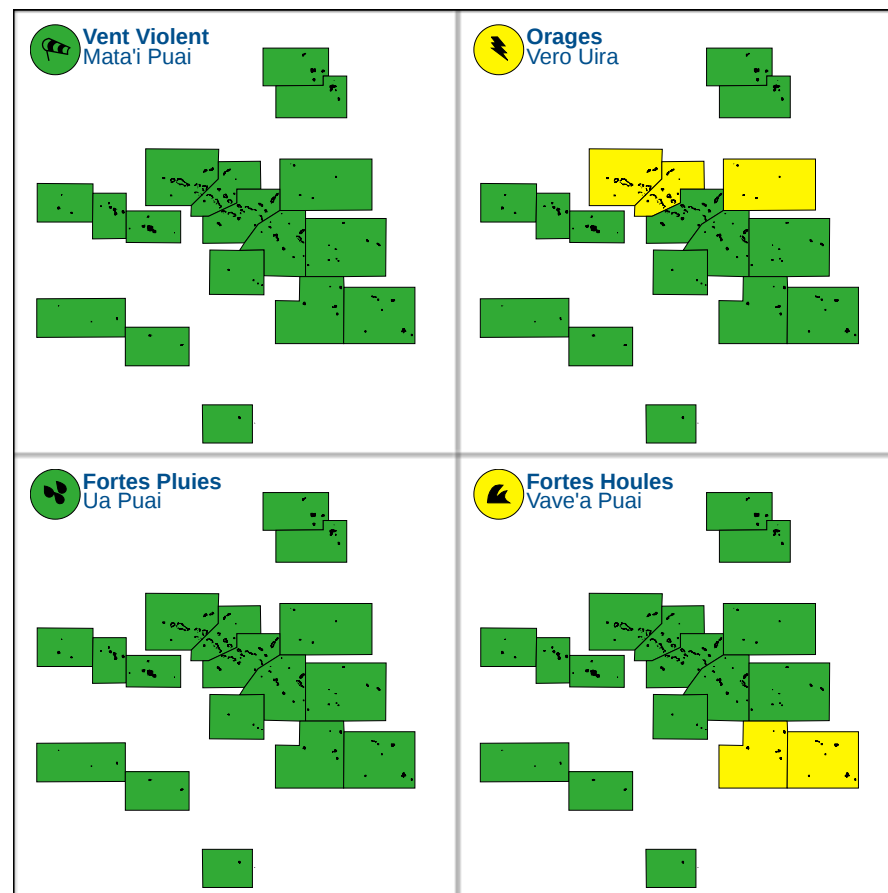 Vent Violent
Mata'i Puai
Orages
Vero Uira
Fortes Pluies
Ua Puai
Fortes Houles
Vave'a Puai